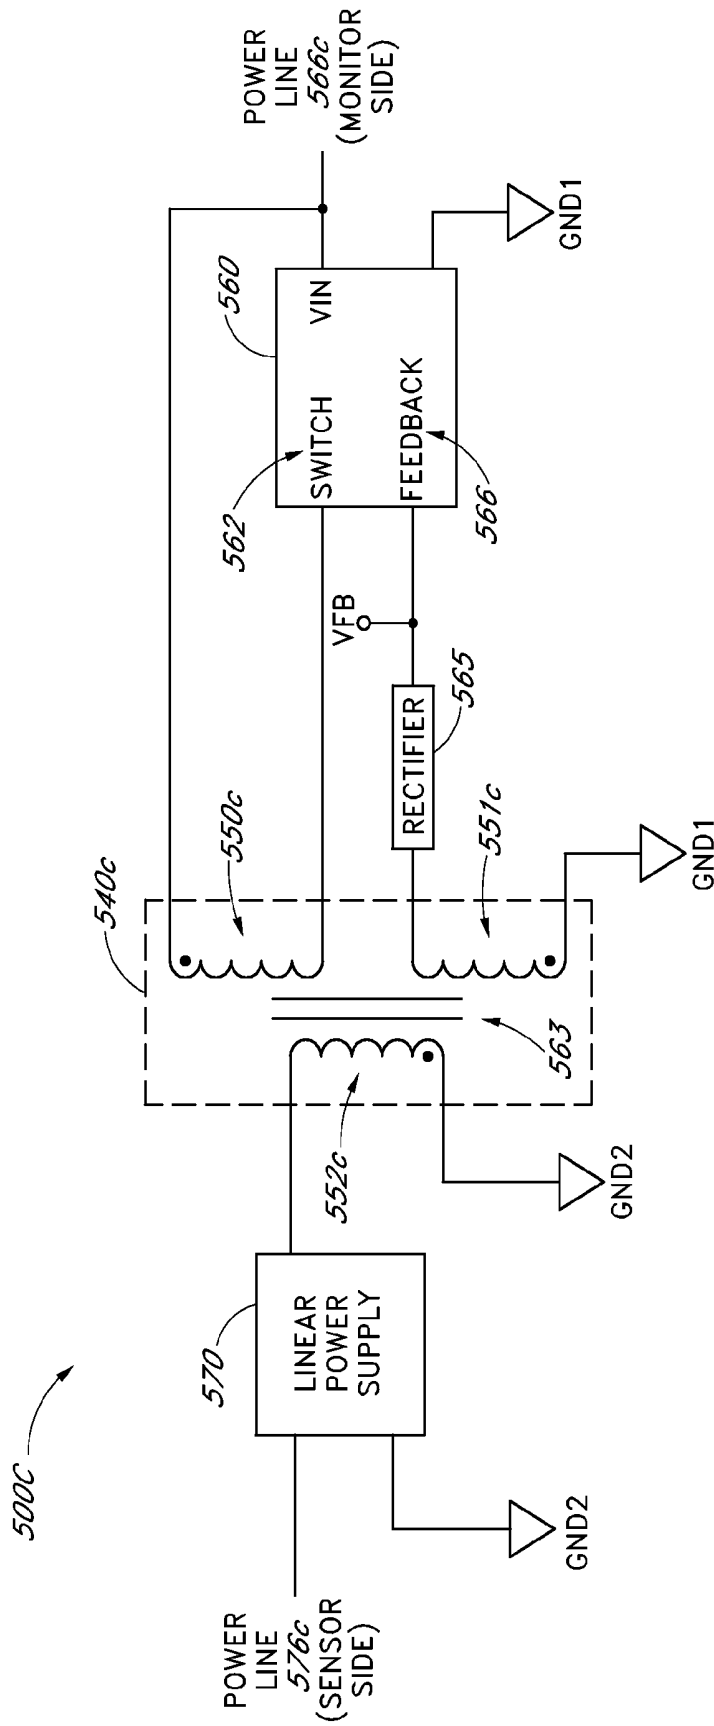 500C
POWER
LINE
576c
(SENSOR
SIDE)
570
LINEAR
POWER
SUPPLY
GND2
540c
552c
GND2
563
550c
551c
GND1
RECTIFIER
565
VFB
562
SWITCH
560
VIN
FEEDBACK
566
GND1
POWER
LINE
566c
(MONITOR
SIDE)